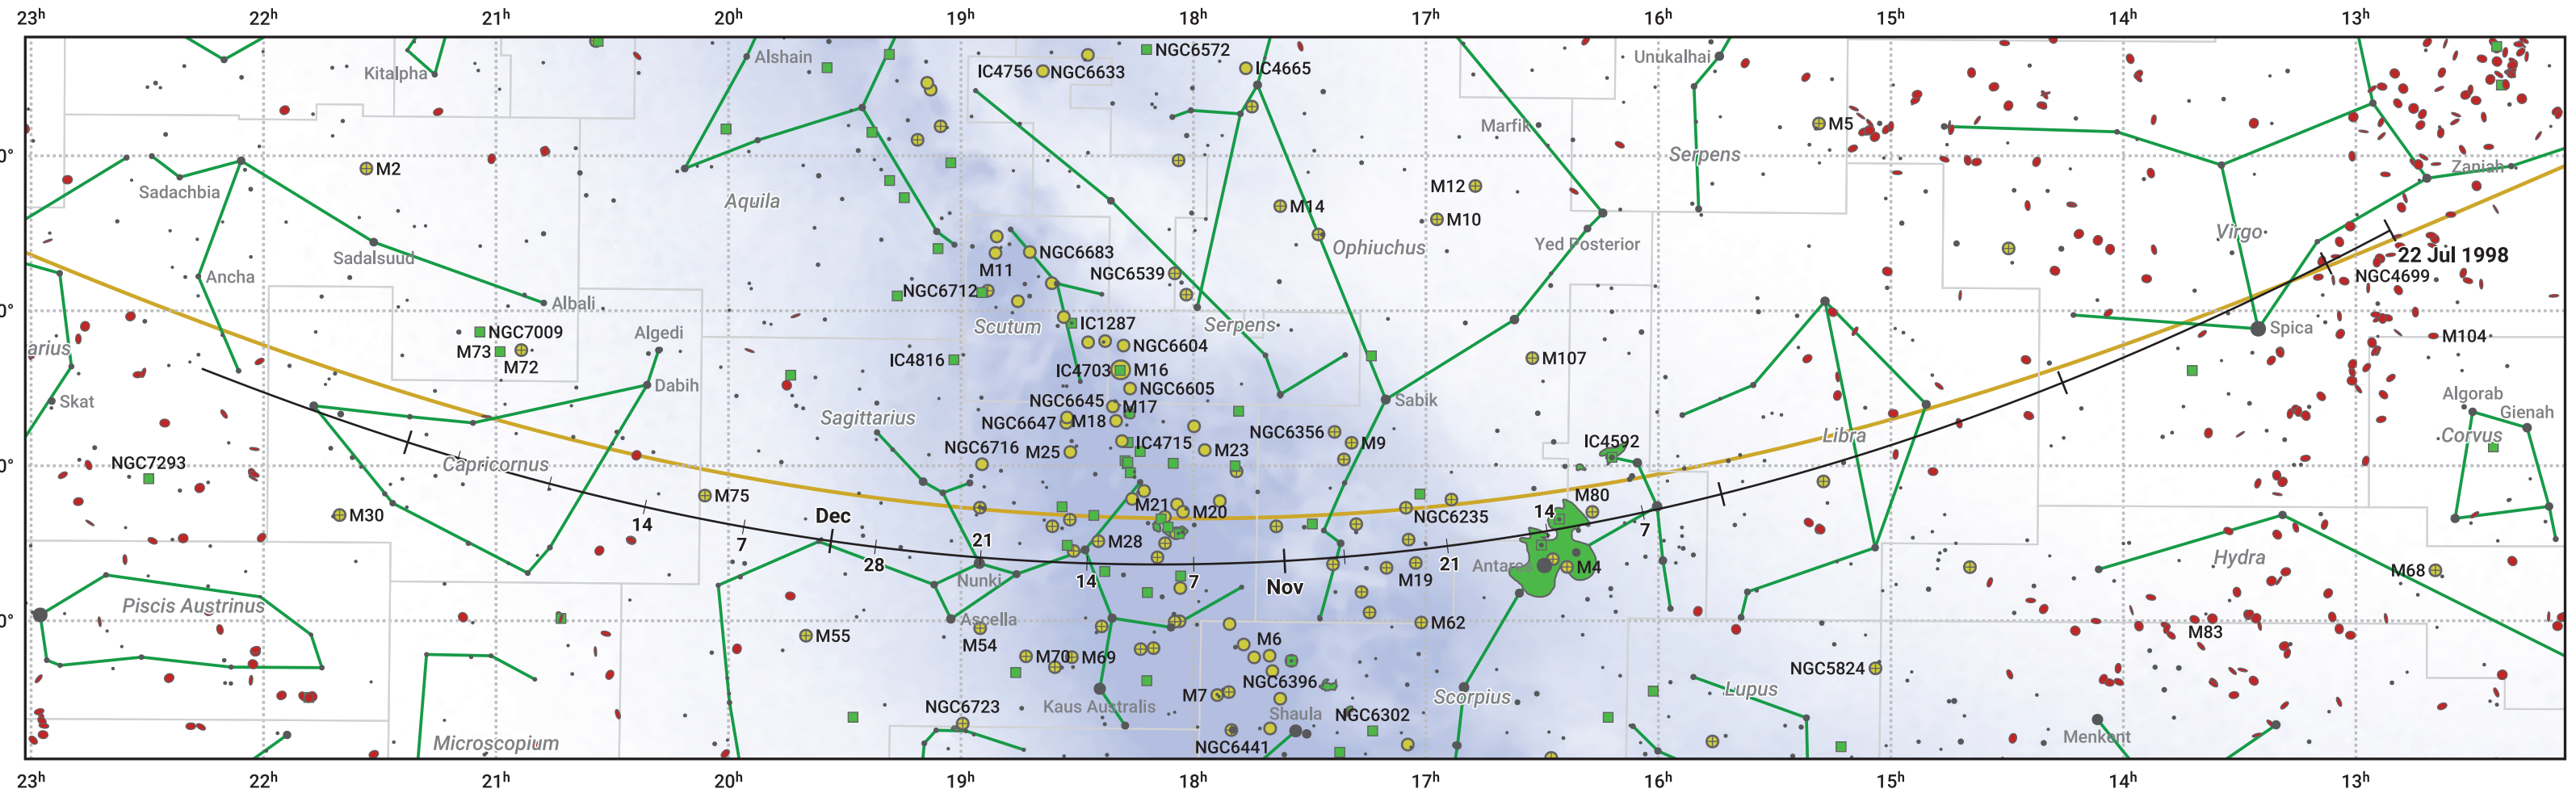 23h 22h 21h 20h 19h 18h 17h 16h 15h 14h 13h
Kitalpha
Alshain
IC4756
NGC6633
NGC6572
IC4665
Unukalhai
Marfik
M5
0°
Sadachbia
M2
Aquila
M12
M10
M14
Serpens
Zaniah
Ancha
Sadalsuud
Albali
M11
NGC6683
NGC6539
NGC6712
Ophiuchus
Yed Posterior
Virgo
22 Jul 1998
NGC4699
0°
arius
NGC7009
M73
M72
Algedi
Scutum
IC1287
Serpens
Spica
M104
IC4816
NGC6604
IC4703
M16
M107
Skat
Dabih
NGC6605
NGC6645
M17
Sabik
Algorab
Gienah
Sagittarius
NGC6647
M18
Libra
Corvus
NGC7293
Capricornus
NGC6716
M25
IC4715
M23
NGC6356
M9
IC4592
0°
M30
M75
M21
M20
NGC6235
M80
14
Dec
7
21
28
M28
14
7
Nov
21
14
7
Nunki
M19
Antares
M4
Hydra
M68
Piscis Austrinus
0°
M55
Ascella
M54
M62
M83
M70
M69
M6
NGC5824
M7
NGC6396
Scorpius
Lupus
NGC6723
Kaus Australis
Shaula
NGC6302
NGC6441
Microscopium
Menkent
23h 22h 21h 20h 19h 18h 17h 16h 15h 14h 13h